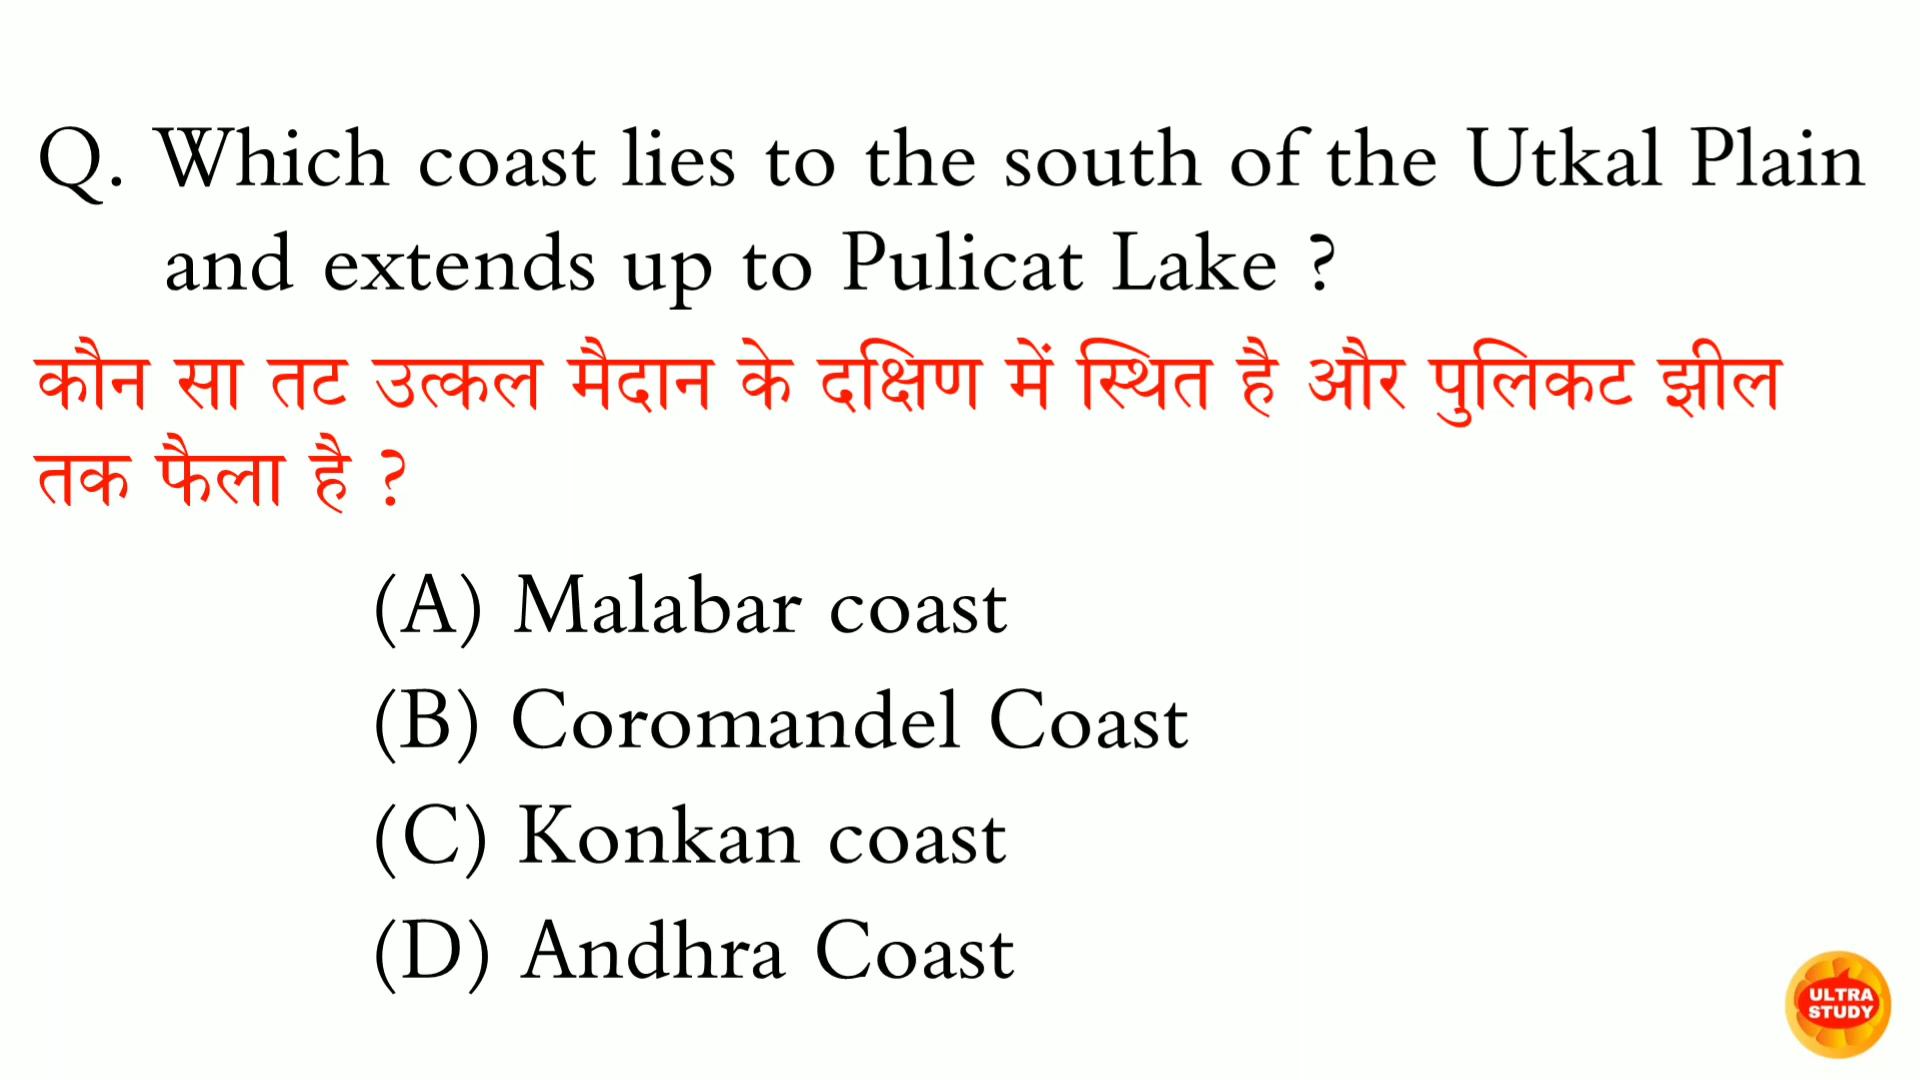 Q. Which coast lies to the south of the Utkal Plain
and extends up to Pulicat Lake ?
कौन सा तट उत्कल मैदान के दक्षिण में स्थित है और पुलिकट झील
तक फैला है ?
(A) Malabar coast
(B) Coromandel Coast
(C) Konkan coast
(D) Andhra Coast
ULTRA
STUDY